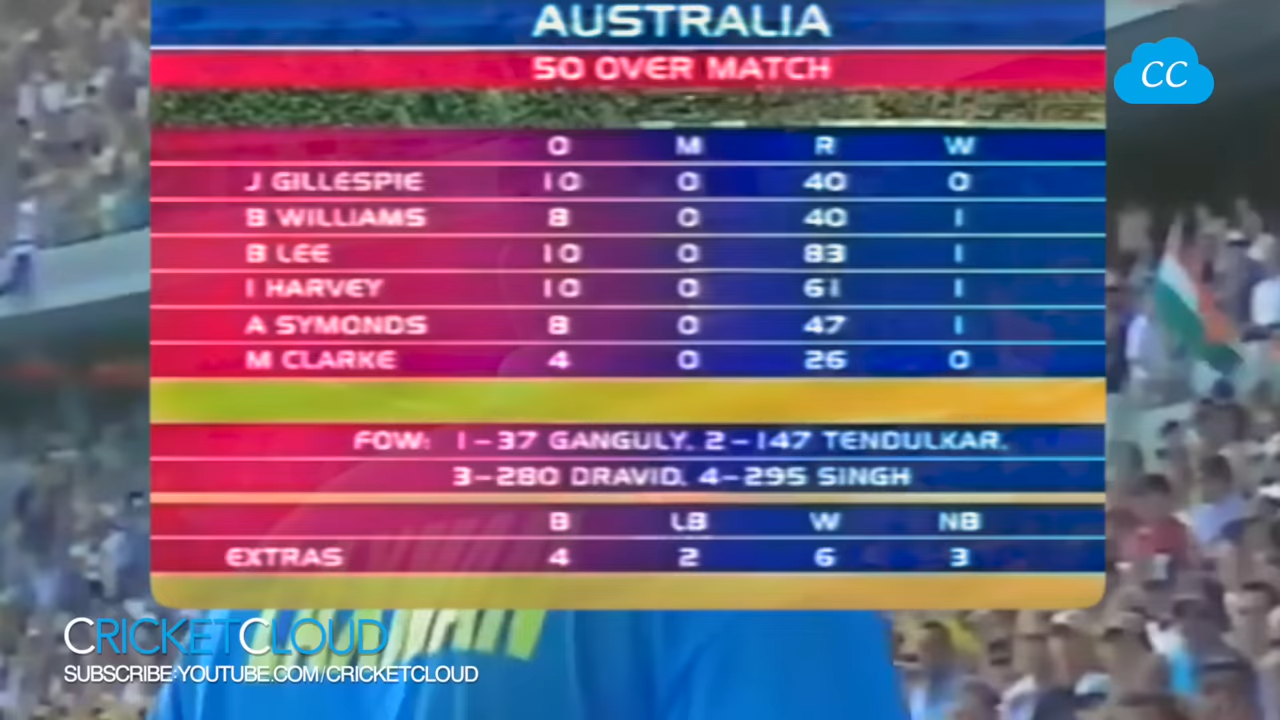 AUSTRALIA
50 OVER MATCH
CC
O M R W
J GILLESPIE 10 0 40 0
B WILLIAMS 8 0 40 1
B LEE 10 0 83 1
I HARVEY 10 0 61 1
A SYMONDS 8 0 47 1
M CLARKE 4 0 26 0
FOW: 1-37 GANGULY, 2-147 TENDULKAR,
3-280 DRAVID, 4-295 SINGH
B LB W NB
EXTRAS 4 2 6 3
CRICKETCLOUD
SUBSCRIBE:YOUTUBE.COM/CRICKETCLOUD